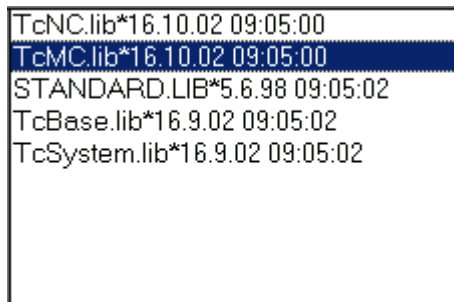 TcNC.lib*16.10.02 09:05:00
TcMC.lib*16.10.02 09:05:00
STANDARD.LIB*5.6.98 09:05:02
TcBase.lib*16.9.02 09:05:02
TcSystem.lib*16.9.02 09:05:02